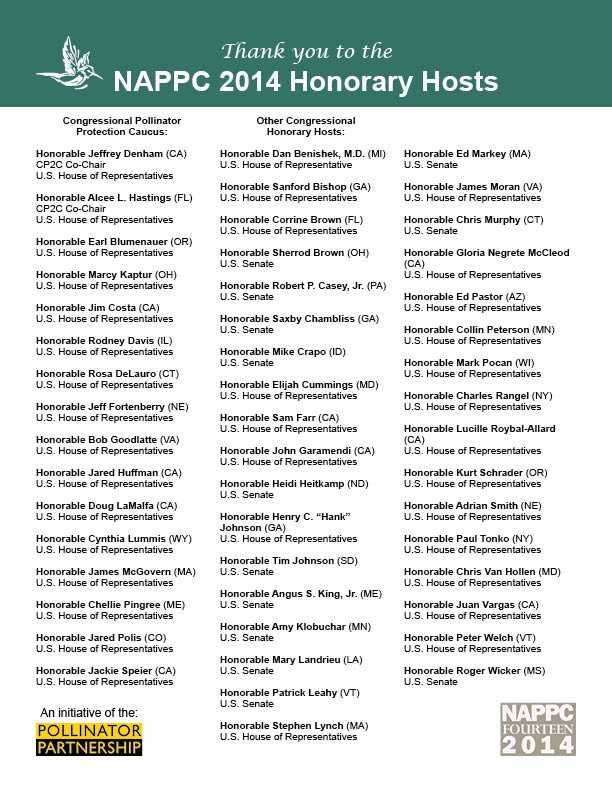 Thank you to the
NAPPC 2014 Honorary Hosts
Congressional Pollinator
Protection Caucus:
Honorable Jeffrey Denham (CA)
CP2C Co-Chair
U.S. House of Representatives
Honorable Alcee L. Hastings (FL)
CP2C Co-Chair
U.S. House of Representatives
Honorable Earl Blumenauer (OR)
U.S. House of Representatives
Honorable Marcy Kaptur (OH)
U.S. House of Representatives
Honorable Jim Costa (CA)
U.S. House of Representatives
Honorable Rodney Davis (IL)
U.S. House of Representatives
Honorable Rosa DeLauro (CT)
U.S. House of Representatives
Honorable Jeff Fortenberry (NE)
U.S. House of Representatives
Honorable Bob Goodlatte (VA)
U.S. House of Representatives
Honorable Jared Huffman (CA)
U.S. House of Representatives
Honorable Doug LaMalfa (CA)
U.S. House of Representatives
Honorable Cynthia Lummis (WY)
U.S. House of Representatives
Honorable James McGovern (MA)
U.S. House of Representatives
Honorable Chellie Pingree (ME)
U.S. House of Representatives
Honorable Jared Polis (CO)
U.S. House of Representatives
Honorable Jackie Speier (CA)
U.S. House of Representatives
Other Congressional
Honorary Hosts:
Honorable Dan Benishek, M.D. (MI)
U.S. House of Representative
Honorable Sanford Bishop (GA)
U.S. House of Representatives
Honorable Corrine Brown (FL)
U.S. House of Representatives
Honorable Sherrod Brown (OH)
U.S. Senate
Honorable Robert P. Casey, Jr. (PA)
U.S. Senate
Honorable Saxby Chambliss (GA)
U.S. Senate
Honorable Mike Crapo (ID)
U.S. Senate
Honorable Elijah Cummings (MD)
U.S. House of Representatives
Honorable Sam Farr (CA)
U.S. House of Representatives
Honorable John Garamendi (CA)
U.S. House of Representatives
Honorable Heidi Heitkamp (ND)
U.S. Senate
Honorable Henry C. “Hank”
Johnson (GA)
U.S. House of Representatives
Honorable Tim Johnson (SD)
U.S. Senate
Honorable Angus S. King, Jr. (ME)
U.S. Senate
Honorable Amy Klobuchar (MN)
U.S. Senate
Honorable Mary Landrieu (LA)
U.S. Senate
Honorable Patrick Leahy (VT)
U.S. Senate
Honorable Stephen Lynch (MA)
U.S. House of Representatives
Honorable Ed Markey (MA)
U.S. Senate
Honorable James Moran (VA)
U.S. House of Representatives
Honorable Chris Murphy (CT)
U.S. Senate
Honorable Gloria Negrete McCleod
(CA)
U.S. House of Representatives
Honorable Ed Pastor (AZ)
U.S. House of Representatives
Honorable Collin Peterson (MN)
U.S. House of Representatives
Honorable Mark Pocan (WI)
U.S. House of Representatives
Honorable Charles Rangel (NY)
U.S. House of Representatives
Honorable Lucille Roybal-Allard
(CA)
U.S. House of Representatives
Honorable Kurt Schrader (OR)
U.S. House of Representatives
Honorable Adrian Smith (NE)
U.S. House of Representatives
Honorable Paul Tonko (NY)
U.S. House of Representatives
Honorable Chris Van Hollen (MD)
U.S. House of Representatives
Honorable Juan Vargas (CA)
U.S. House of Representatives
Honorable Peter Welch (VT)
U.S. House of Representatives
Honorable Roger Wicker (MS)
U.S. Senate
An initiative of the:
POLLINATOR
PARTNERSHIP
NAPPC
FOURTEEN
2014